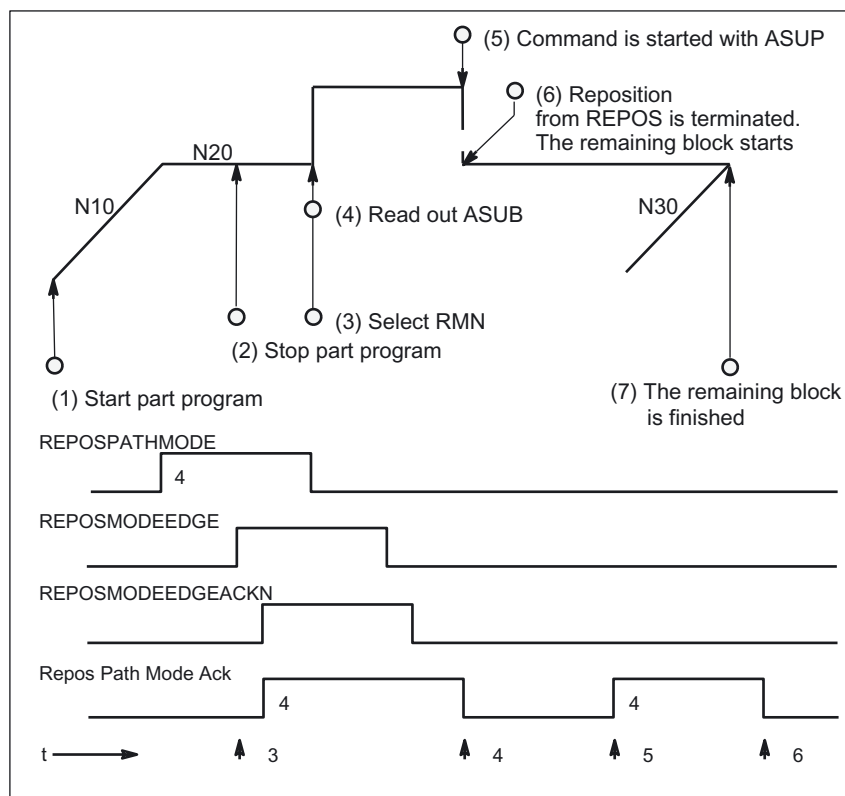 (5) Command is started with ASUP
(6) Reposition
from REPOS is terminated.
The remaining block starts
N20
N10
N30
(4) Read out ASUB
(3) Select RMN
(2) Stop part program
(1) Start part program
(7) The remaining block
is finished
REPOSPATHMODE
4
REPOSMODEEDGE
REPOSMODEEDGEACKN
Repos Path Mode Ack
4
4
t
3
4
5
6